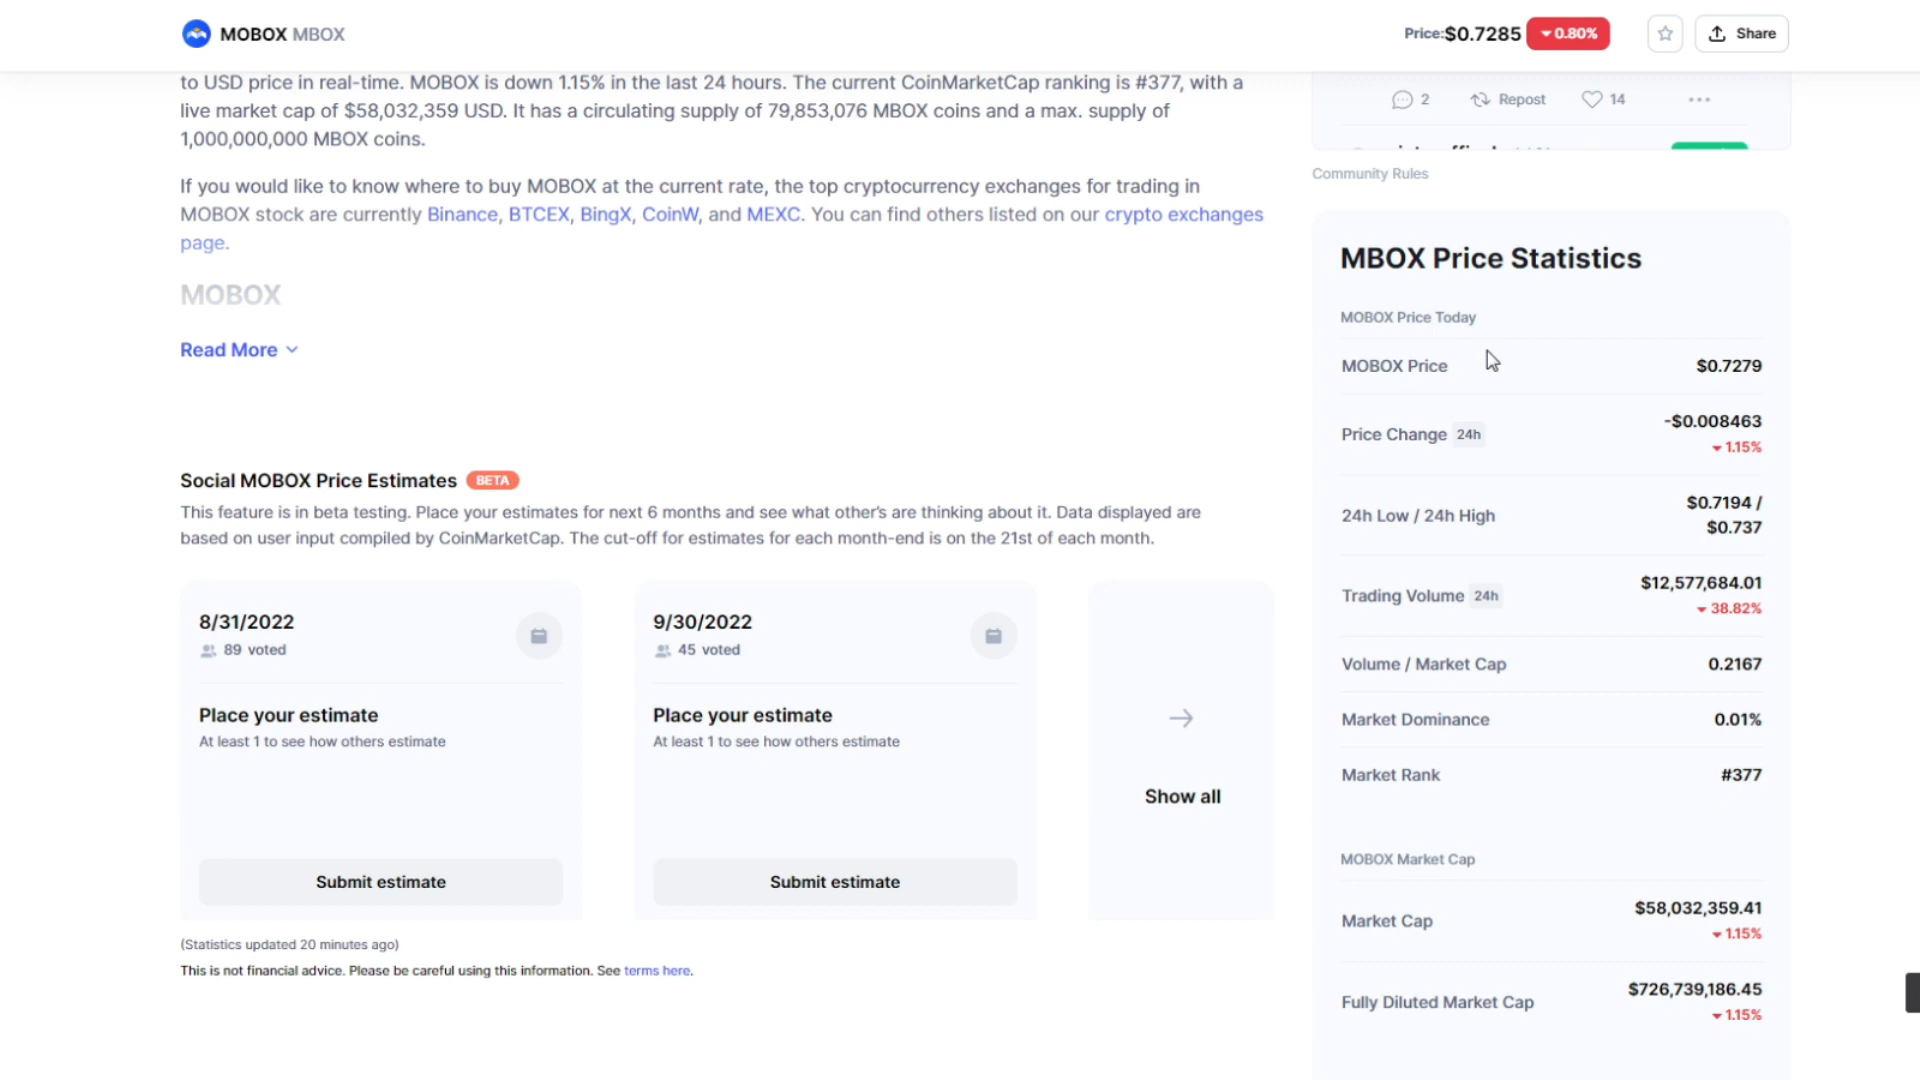 MOBOX MBOX
Price:$0.7285 0.80%
Share
to USD price in real-time. MOBOX is down 1.15% in the last 24 hours. The current CoinMarketCap ranking is #377, with a
live market cap of $58,032,359 USD. It has a circulating supply of 79,853,076 MBOX coins and a max. supply of
1,000,000,000 MBOX coins.
If you would like to know where to buy MOBOX at the current rate, the top cryptocurrency exchanges for trading in
MOBOX stock are currently Binance, BTCEX, BingX, CoinW, and MEXC. You can find others listed on our crypto exchanges
page.
MOBOX
Read More
Social MOBOX Price Estimates BETA
This feature is in beta testing. Place your estimates for next 6 months and see what other's are thinking about it. Data displayed are
based on user input compiled by CoinMarketCap. The cut-off for estimates for each month-end is on the 21st of each month.
8/31/2022
89 voted
Place your estimate
At least 1 to see how others estimate
Submit estimate
9/30/2022
45 voted
Place your estimate
At least 1 to see how others estimate
Submit estimate
Show all
(Statistics updated 20 minutes ago)
This is not financial advice. Please be careful using this information. See terms here.
2 Repost 14
Community Rules
MBOX Price Statistics
MOBOX Price Today
MOBOX Price $0.7279
Price Change 24h -$0.008463
1.15%
24h Low / 24h High $0.7194 /
$0.737
Trading Volume 24h $12,577,684.01
38.82%
Volume / Market Cap 0.2167
Market Dominance 0.01%
Market Rank #377
MOBOX Market Cap
Market Cap $58,032,359.41
1.15%
Fully Diluted Market Cap $726,739,186.45
1.15%